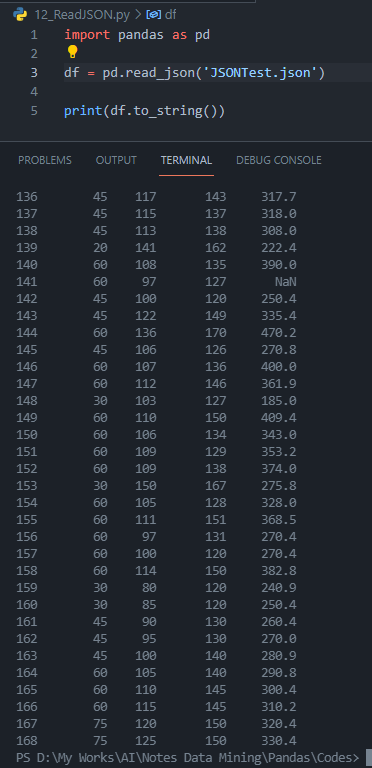 12_ReadJSON.py > df
1 import pandas as pd
2
3 df = pd.read_json('JSONTest.json')
4
5 print(df.to_string())
PROBLEMS OUTPUT TERMINAL DEBUG CONSOLE
136 45 117 143 317.7
137 45 115 137 318.0
138 45 113 138 308.0
139 20 141 162 222.4
140 60 108 135 390.0
141 60 97 127 NaN
142 45 100 120 250.4
143 45 122 149 335.4
144 60 136 170 470.2
145 45 106 126 270.8
146 60 107 136 400.0
147 60 112 146 361.9
148 30 103 127 185.0
149 60 110 150 409.4
150 60 106 134 343.0
151 60 109 129 353.2
152 60 109 138 374.0
153 30 150 167 275.8
154 60 105 128 328.0
155 60 111 151 368.5
156 60 97 131 270.4
157 60 100 120 270.4
158 60 114 150 382.8
159 30 80 120 240.9
160 30 85 120 250.4
161 45 90 130 260.4
162 45 95 130 270.0
163 45 100 140 280.9
164 60 105 140 290.8
165 60 110 145 300.4
166 60 115 145 310.2
167 75 120 150 320.4
168 75 125 150 330.4
PS D:\My Works\AI\Notes Data Mining\Pandas\Codes>